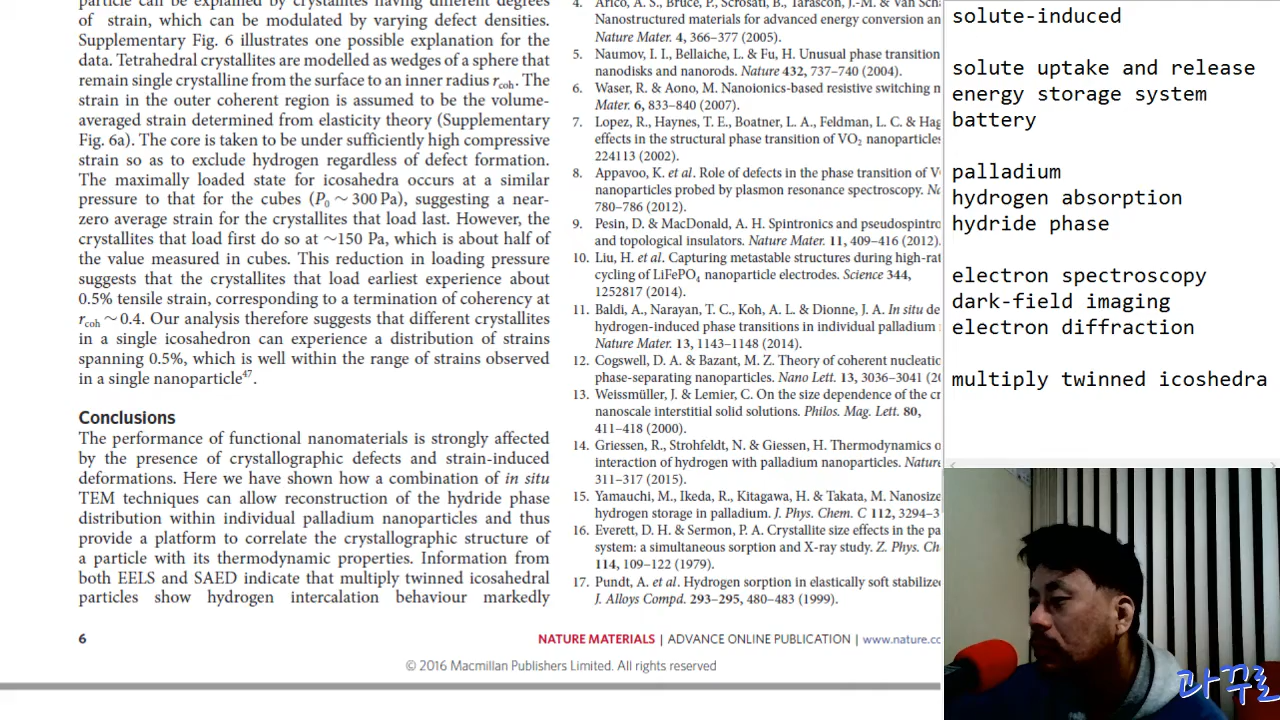 particle can be explained by crystallites having different degrees
of strain, which can be modulated by varying defect densities.
Supplementary Fig. 6 illustrates one possible explanation for the
data. Tetrahedral crystallites are modelled as wedges of a sphere that
remain single crystalline from the surface to an inner radius rcoh. The
strain in the outer coherent region is assumed to be the volume-
averaged strain determined from elasticity theory (Supplementary
Fig. 6a). The core is taken to be under sufficiently high compressive
strain so as to exclude hydrogen regardless of defect formation.
The maximally loaded state for icosahedra occurs at a similar
pressure to that for the cubes (P0 ∼ 300 Pa), suggesting a near-
zero average strain for the crystallites that load last. However, the
crystallites that load first do so at ∼150 Pa, which is about half of
the value measured in cubes. This reduction in loading pressure
suggests that the crystallites that load earliest experience about
0.5% tensile strain, corresponding to a termination of coherency at
rcoh ∼ 0.4. Our analysis therefore suggests that different crystallites
in a single icosahedron can experience a distribution of strains
spanning 0.5%, which is well within the range of strains observed
in a single nanoparticle47.
Conclusions
The performance of functional nanomaterials is strongly affected
by the presence of crystallographic defects and strain-induced
deformations. Here we have shown how a combination of in situ
TEM techniques can allow reconstruction of the hydride phase
distribution within individual palladium nanoparticles and thus
provide a platform to correlate the crystallographic structure of
a particle with its thermodynamic properties. Information from
both EELS and SAED indicate that multiply twinned icosahedral
particles show hydrogen intercalation behaviour markedly
4. Arico, A. S., Bruce, P., Scrosati, B., Tarascon, J.-M. & Van Sch
Nanostructured materials for advanced energy conversion an
Nature Mater. 4, 366–377 (2005).
5. Naumov, I. I., Bellaiche, L. & Fu, H. Unusual phase transition
nanodisks and nanorods. Nature 432, 737–740 (2004).
6. Waser, R. & Aono, M. Nanoionics-based resistive switching m
Mater. 6, 833–840 (2007).
7. Lopez, R., Haynes, T. E., Boatner, L. A., Feldman, L. C. & Hag
effects in the structural phase transition of VO2 nanoparticles
224113 (2002).
8. Appavoo, K. et al. Role of defects in the phase transition of V
nanoparticles probed by plasmon resonance spectroscopy. Na
780–786 (2012).
9. Pesin, D. & MacDonald, A. H. Spintronics and pseudospintro
and topological insulators. Nature Mater. 11, 409–416 (2012).
10. Liu, H. et al. Capturing metastable structures during high-rat
cycling of LiFePO4 nanoparticle electrodes. Science 344,
1252817 (2014).
11. Baldi, A., Narayan, T. C., Koh, A. L. & Dionne, J. A. In situ de
hydrogen-induced phase transitions in individual palladium
Nature Mater. 13, 1143–1148 (2014).
12. Cogswell, D. A. & Bazant, M. Z. Theory of coherent nucleatio
phase-separating nanoparticles. Nano Lett. 13, 3036–3041 (20
13. Weissmüller, J. & Lemier, C. On the size dependence of the cr
nanoscale interstitial solid solutions. Philos. Mag. Lett. 80,
411–418 (2000).
14. Griessen, R., Strohfeldt, N. & Giessen, H. Thermodynamics o
interaction of hydrogen with palladium nanoparticles. Nature
311–317 (2015).
15. Yamauchi, M., Ikeda, R., Kitagawa, H. & Takata, M. Nanosize
hydrogen storage in palladium. J. Phys. Chem. C 112, 3294–3
16. Everett, D. H. & Sermon, P. A. Crystallite size effects in the pa
system: a simultaneous sorption and X-ray study. Z. Phys. Ch
114, 109–122 (1979).
17. Pundt, A. et al. Hydrogen sorption in elastically soft stabilize
J. Alloys Compd. 293–295, 480–483 (1999).
6
NATURE MATERIALS | ADVANCE ONLINE PUBLICATION | www.nature.co
© 2016 Macmillan Publishers Limited. All rights reserved
solute-induced
solute uptake and release
energy storage system
battery
palladium
hydrogen absorption
hydride phase
electron spectroscopy
dark-field imaging
electron diffraction
multiply twinned icoshedra
과꾸로